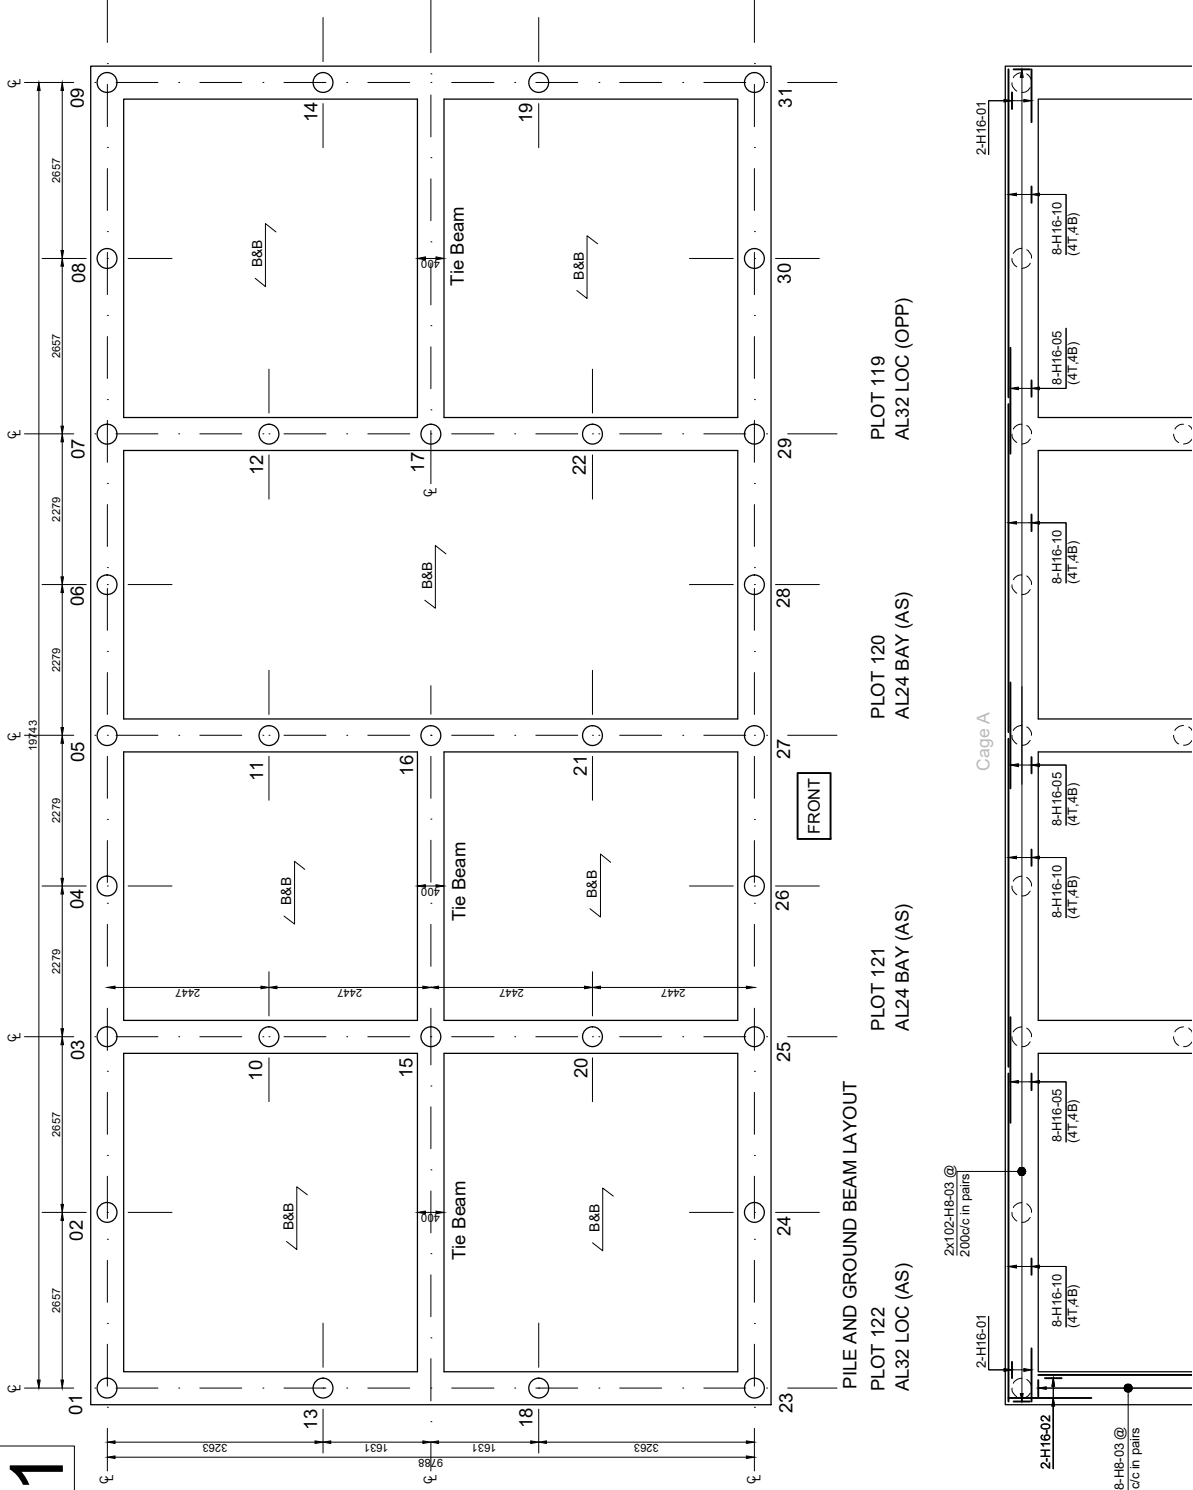 1
℄ ℄ ℄ ℄ ℄
19743
2657 2657 2279 2279 2279 2279 2657 2657
01 02 03 04 05 06 07 08 09
℄ ℄ ℄
3263 1631 1631 3263
9788
13 10 11 12 14
B&B B&B B&B B&B
15 16 17
℄
2447 2447 2447 2447
400 400 400
Tie Beam Tie Beam Tie Beam
18 20 21 22 19
B&B B&B B&B
23 24 25 26 27 28 29 30 31
FRONT
PILE AND GROUND BEAM LAYOUT
PLOT 122
AL32 LOC (AS)
PLOT 121
AL24 BAY (AS)
PLOT 120
AL24 BAY (AS)
PLOT 119
AL32 LOC (OPP)
Cage A
2x102-H8-03 @
200c/c in pairs
2-H16-01
2-H16-01
8-H16-10
(4T,4B)
8-H16-05
(4T,4B)
8-H16-10
(4T,4B)
8-H16-05
(4T,4B)
8-H16-10
(4T,4B)
8-H16-05
(4T,4B)
8-H16-10
(4T,4B)
2-H16-02
8-H8-03 @
c/c in pairs